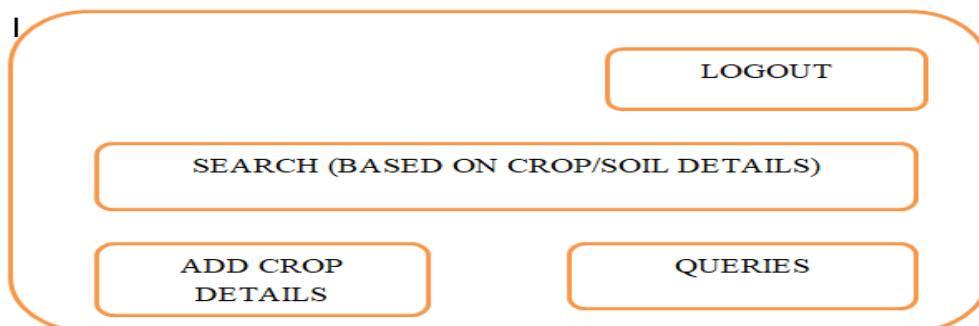 LOGOUT
SEARCH (BASED ON CROP/SOIL DETAILS)
ADD CROP
DETAILS
QUERIES